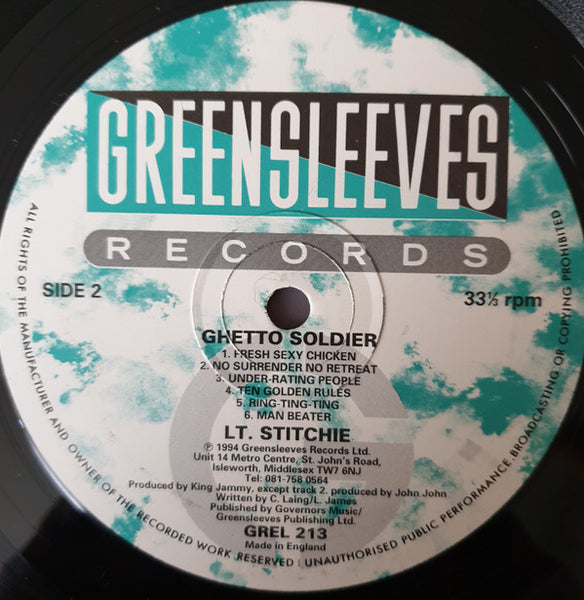 GREENSLEEVES
RECORDS
SIDE 2
33⅓ rpm
GHETTO SOLDIER
1. FRESH SEXY CHICKEN
2. NO SURRENDER NO RETREAT
3. UNDER-RATING PEOPLE
4. TEN GOLDEN RULES
5. RING-TING-TING
6. MAN BEATER
LT. STITCHIE
℗ 1994 Greensleeves Records Ltd.
Unit 14 Metro Centre, St. John's Road,
Isleworth, Middlesex TW7 6NJ
Tel: 081-758 0564
Produced by King Jammy, except track 2. produced by John John
Written by C. Laing/L. James
Published by Governors Music/
Greensleeves Publishing Ltd.
GREL 213
Made in England
ALL RIGHTS OF THE MANUFACTURER AND OWNER OF THE RECORDED WORK RESERVED : UNAUTHORISED PUBLIC PERFORMANCE. BROADCASTING OR COPYING PROHIBITED